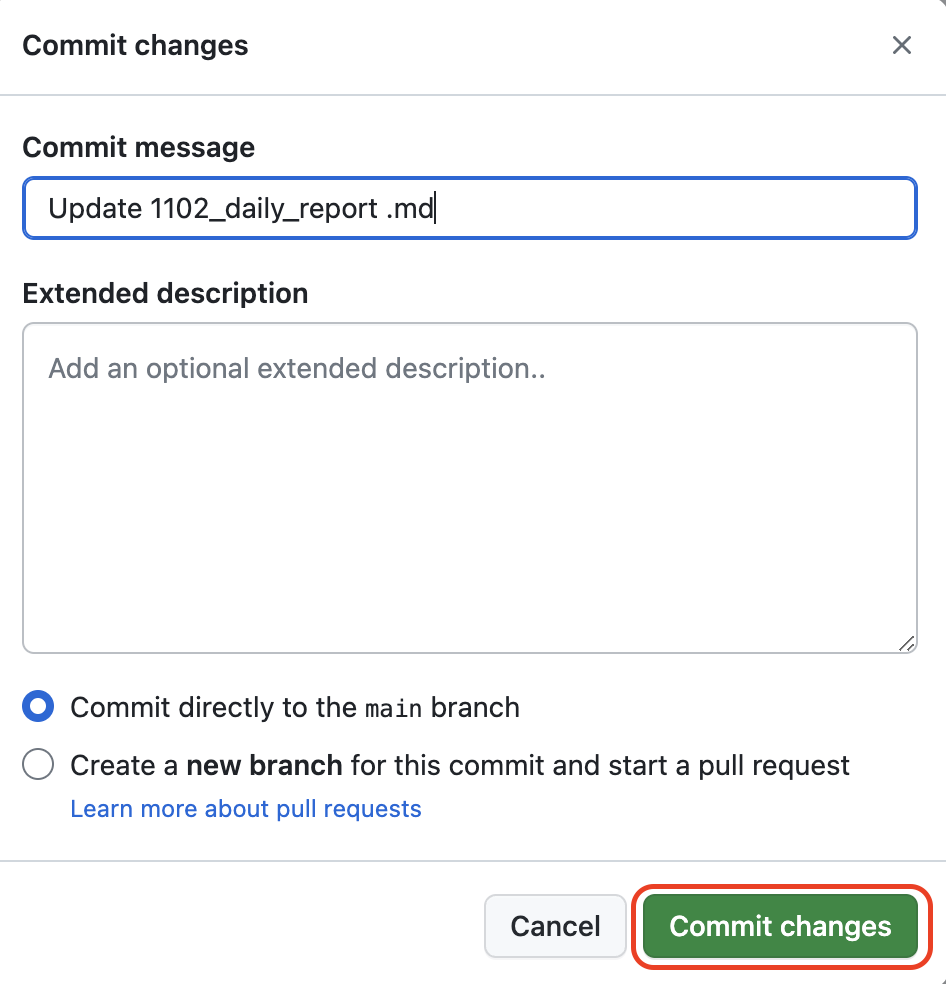 Commit changes
Commit message
Update 1102_daily_report .md
Extended description
Add an optional extended description..
Commit directly to the main branch
Create a new branch for this commit and start a pull request
Learn more about pull requests
Cancel
Commit changes